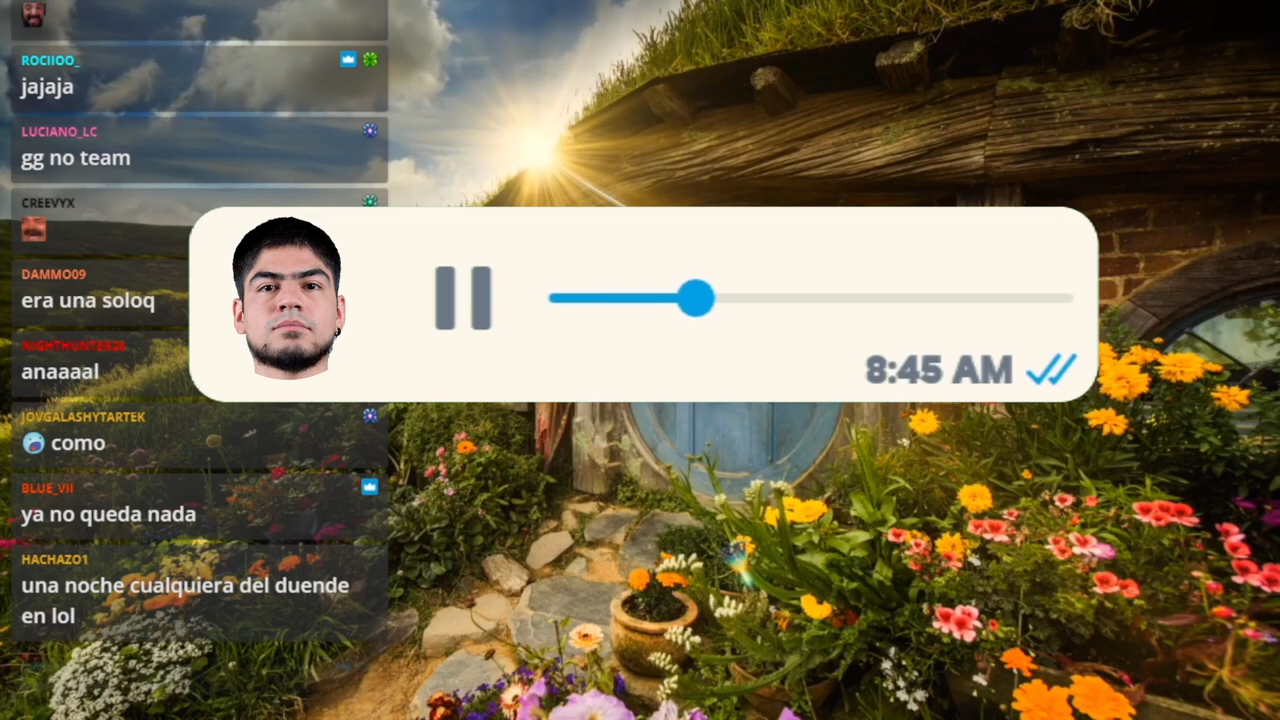 ROCIIOO_
jajaja
LUCIANO_LC
gg no team
CREEVYX
DAMMO09
era una soloq
NIGHTHUNTER26
anaaaal
JOVGALASHYTARTEK
como
BLUE_VII
ya no queda nada
HACHAZO1
una noche cualquiera del duende
en lol
8:45 AM